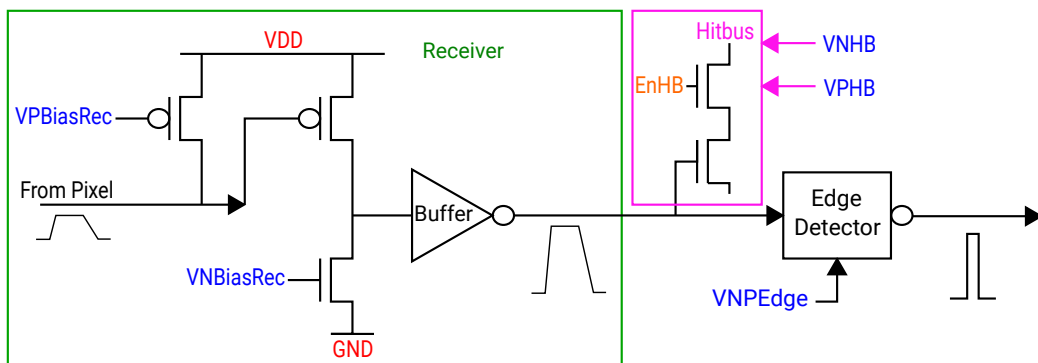 Hitbus
VDD
Receiver
VNHB
EnHB
VPHB
VPBiasRec
From Pixel
Buffer
Edge
Detector
VNBiasRec
VNPEdge
GND